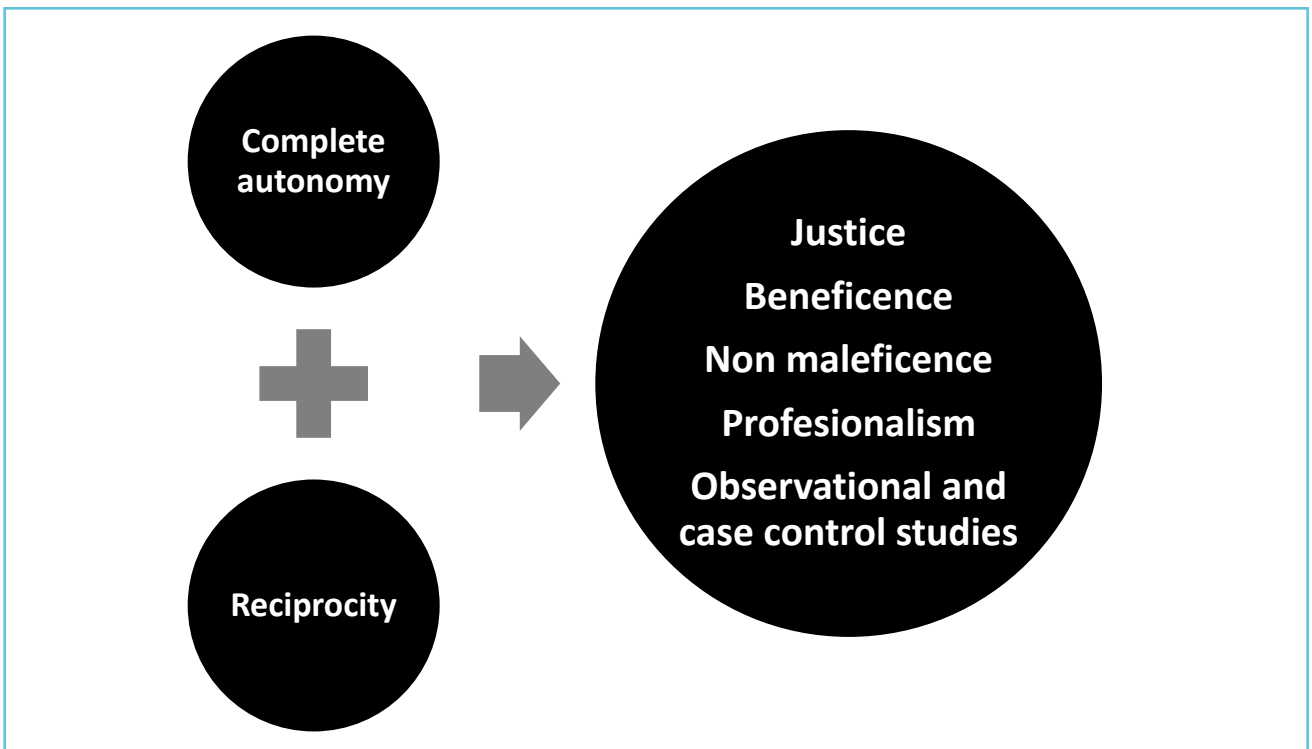 Complete
autonomy
Reciprocity
Justice
Beneficence
Non maleficence
Profesionalism
Observational and
case control studies